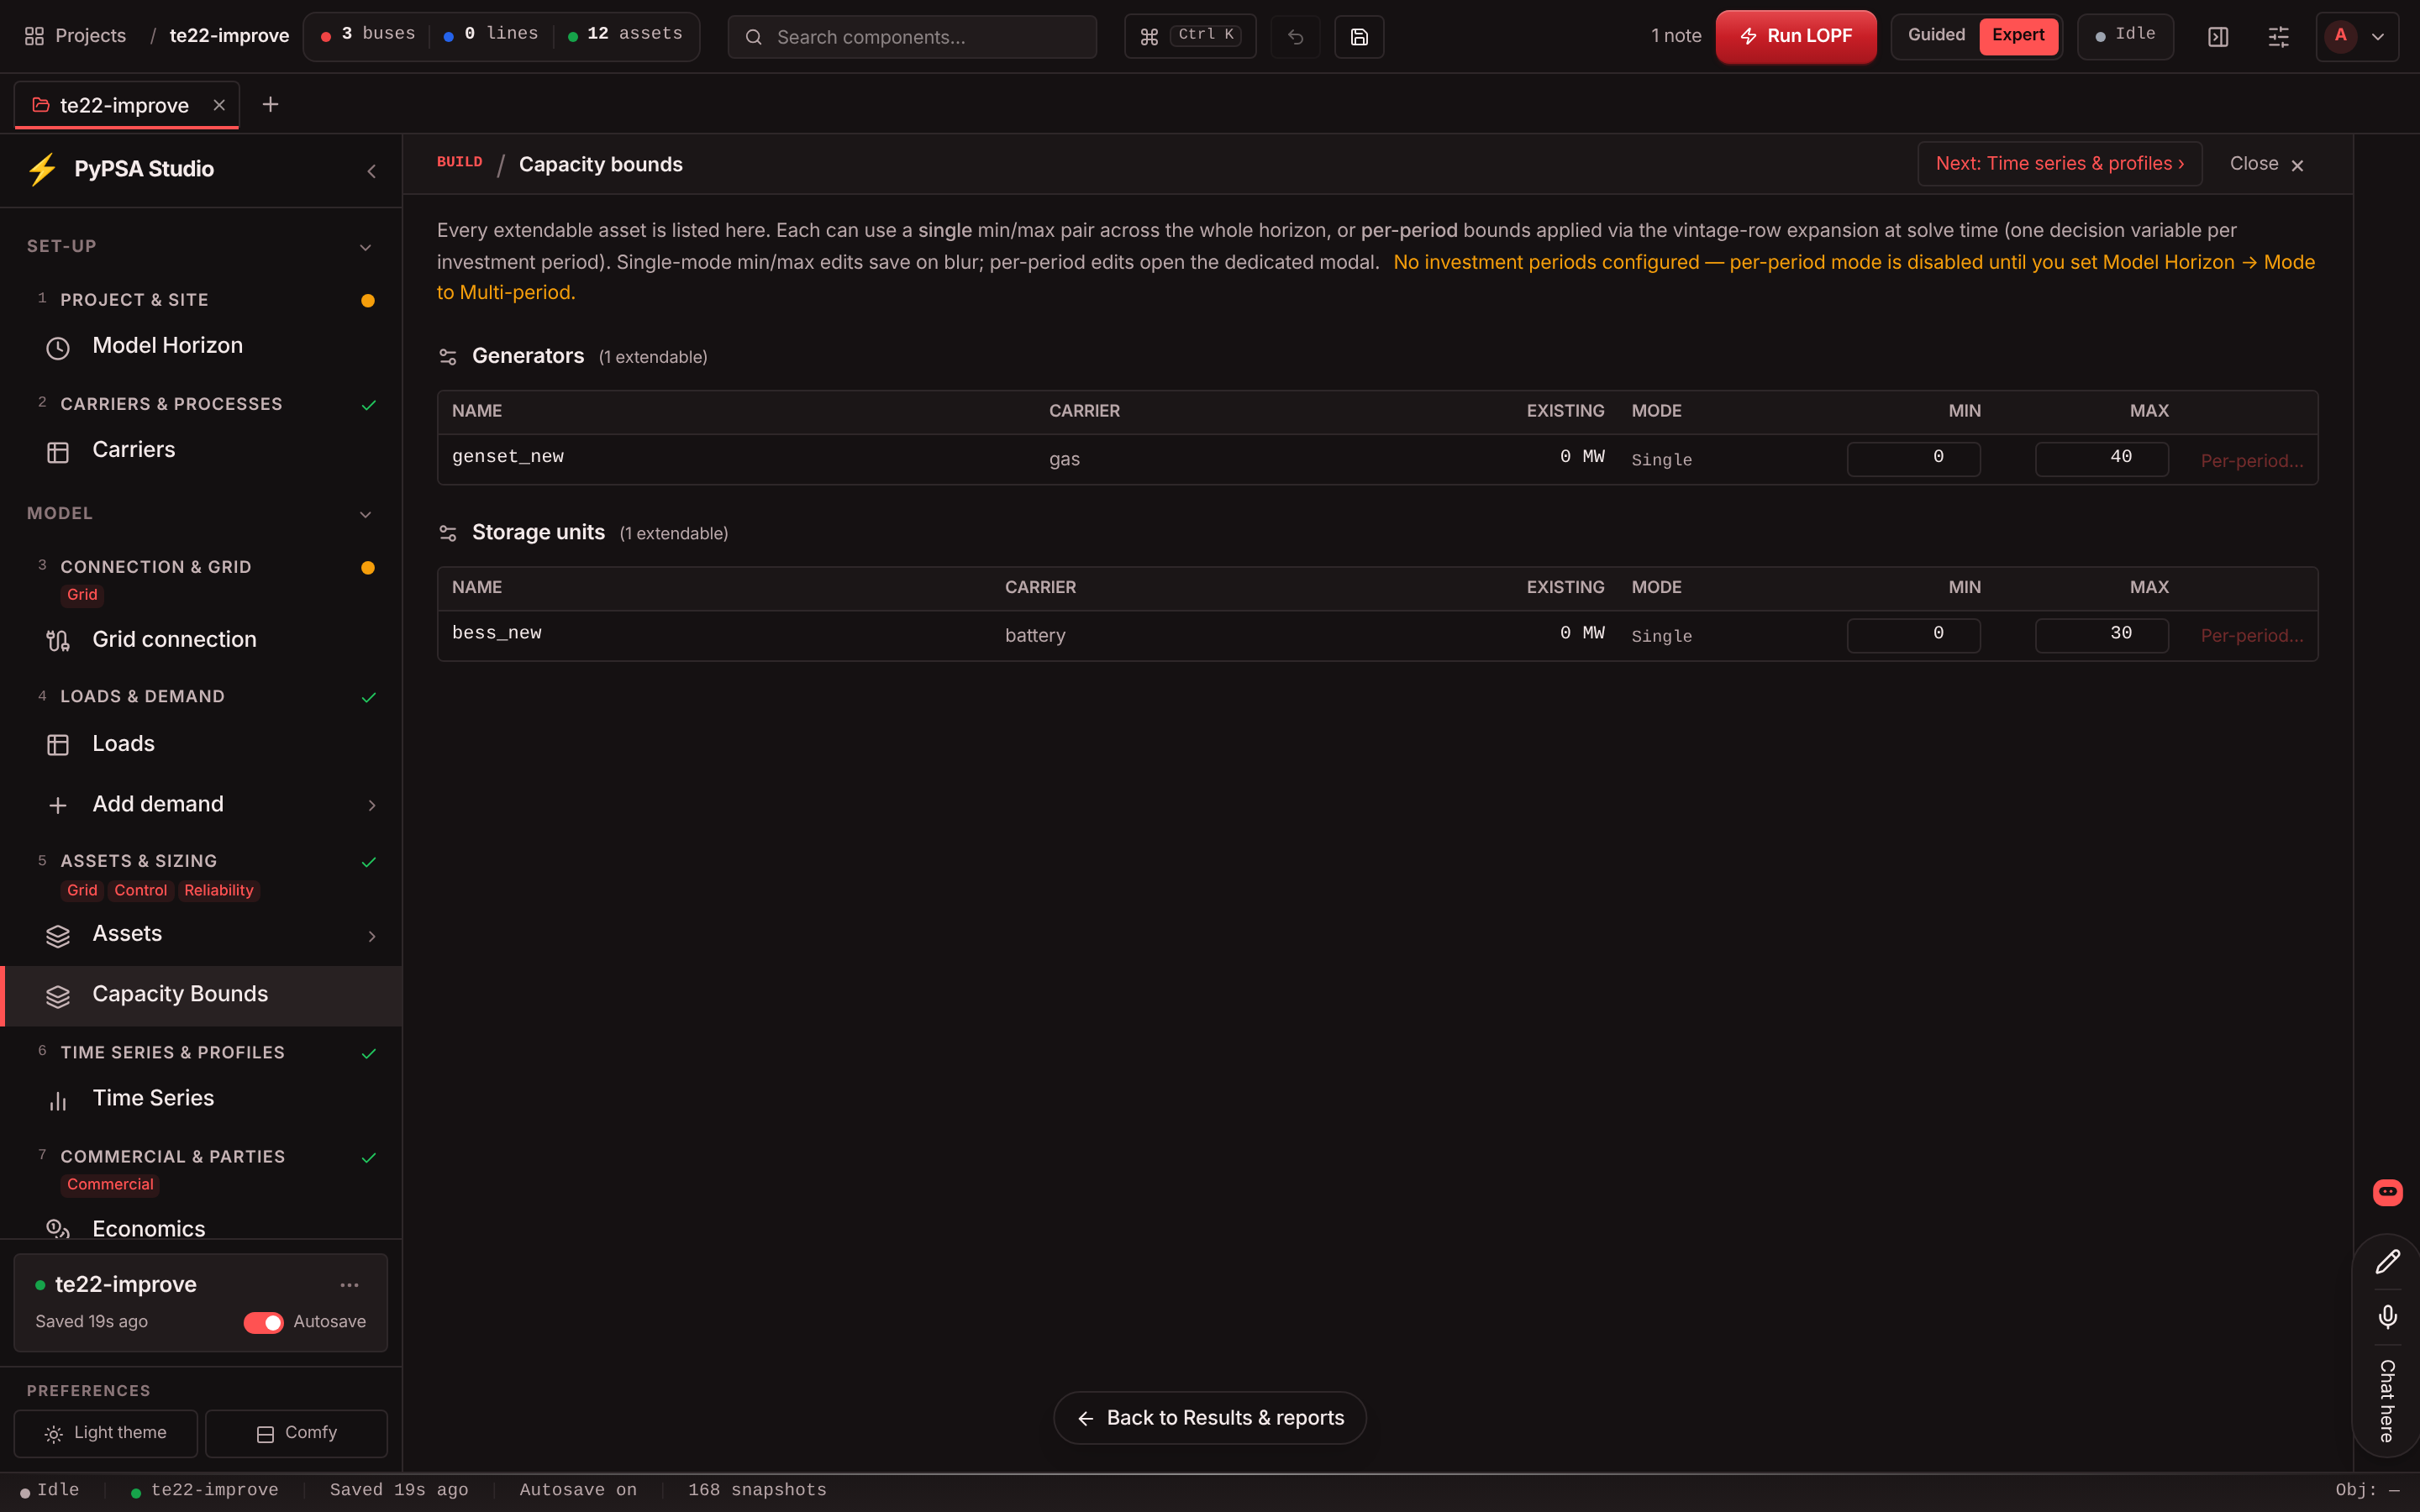 Projects / te22-improve
3 buses
0 lines
12 assets
Search components...
Ctrl K
1 note
Run LOPF
Guided
Expert
Idle
A
te22-improve
PyPSA Studio
SET-UP
1 PROJECT & SITE
Model Horizon
2 CARRIERS & PROCESSES
Carriers
MODEL
3 CONNECTION & GRID
Grid
Grid connection
4 LOADS & DEMAND
Loads
Add demand
5 ASSETS & SIZING
Grid Control Reliability
Assets
Capacity Bounds
6 TIME SERIES & PROFILES
Time Series
7 COMMERCIAL & PARTIES
Commercial
Economics
te22-improve
Saved 19s ago
Autosave
PREFERENCES
Light theme
Comfy
BUILD / Capacity bounds
Next: Time series & profiles ›
Close
Every extendable asset is listed here. Each can use a single min/max pair across the whole horizon, or per-period bounds applied via the vintage-row expansion at solve time (one decision variable per
investment period). Single-mode min/max edits save on blur; per-period edits open the dedicated modal. No investment periods configured — per-period mode is disabled until you set Model Horizon → Mode
to Multi-period.
Generators (1 extendable)
NAME CARRIER EXISTING MODE MIN MAX
genset_new gas 0 MW Single 0 40 Per-period...
Storage units (1 extendable)
NAME CARRIER EXISTING MODE MIN MAX
bess_new battery 0 MW Single 0 30 Per-period...
Back to Results & reports
Chat here
Idle
te22-improve
Saved 19s ago
Autosave on
168 snapshots
Obj: —